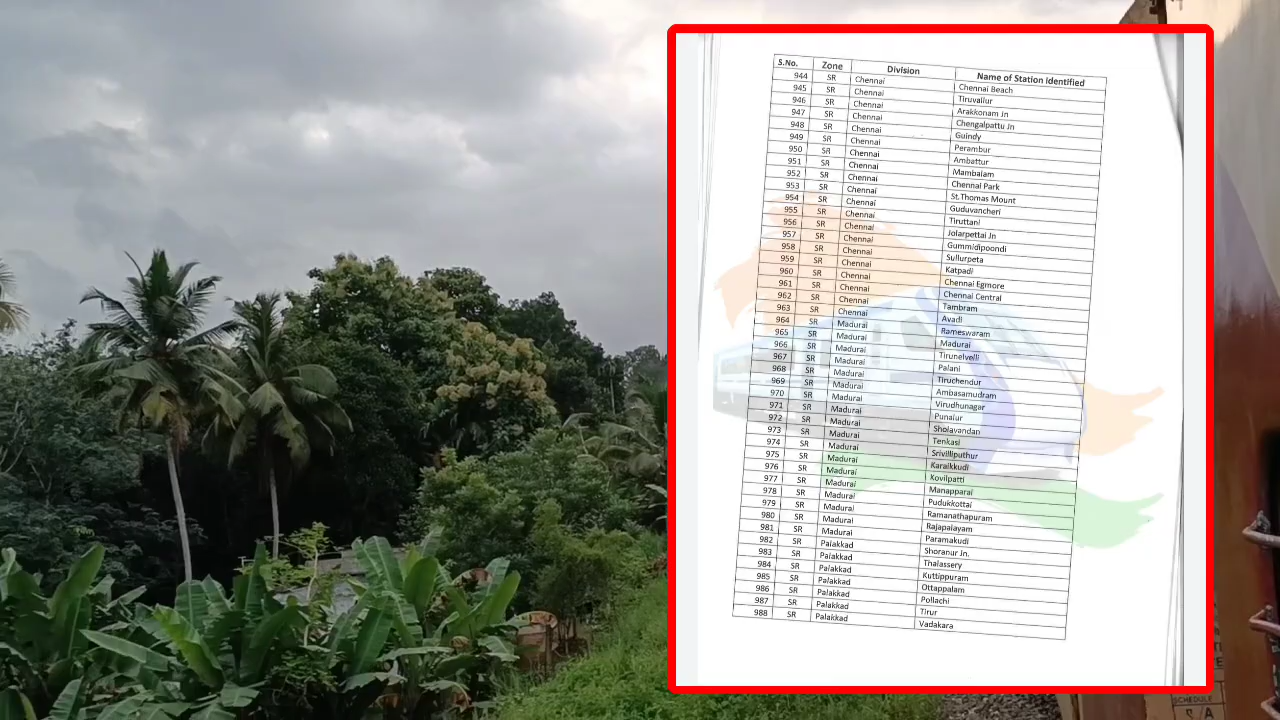 S.No. Zone Division Name of Station Identified
944 SR Chennai Chennai Beach
945 SR Chennai Tiruvallur
946 SR Chennai Arakkonam Jn
947 SR Chennai Chengalpattu Jn
948 SR Chennai Guindy
949 SR Chennai Perambur
950 SR Chennai Ambattur
951 SR Chennai Mambalam
952 SR Chennai Chennai Park
953 SR Chennai St.Thomas Mount
954 SR Chennai Guduvancheri
955 SR Chennai Tiruttani
956 SR Chennai Jolarpettai Jn
957 SR Chennai Gummidipoondi
958 SR Chennai Sullurpeta
959 SR Chennai Katpadi
960 SR Chennai Chennai Egmore
961 SR Chennai Chennai Central
962 SR Chennai Tambram
963 SR Chennai Avadi
964 SR Madurai Rameswaram
965 SR Madurai Madurai
966 SR Madurai Tirunelvelli
967 SR Madurai Palani
968 SR Madurai Tiruchendur
969 SR Madurai Ambasamudram
970 SR Madurai Virudhunagar
971 SR Madurai Punalur
972 SR Madurai Sholavandan
973 SR Madurai Tenkasi
974 SR Madurai Srivilliputhur
975 SR Madurai Karaikkudi
976 SR Madurai Kovilpatti
977 SR Madurai Manapparai
978 SR Madurai Pudukkottai
979 SR Madurai Ramanathapuram
980 SR Madurai Rajapalayam
981 SR Madurai Paramakudi
982 SR Palakkad Shoranur Jn.
983 SR Palakkad Thalassery
984 SR Palakkad Kuttippuram
985 SR Palakkad Ottappalam
986 SR Palakkad Pollachi
987 SR Palakkad Tirur
988 SR Palakkad Vadakara
SCHEDULE